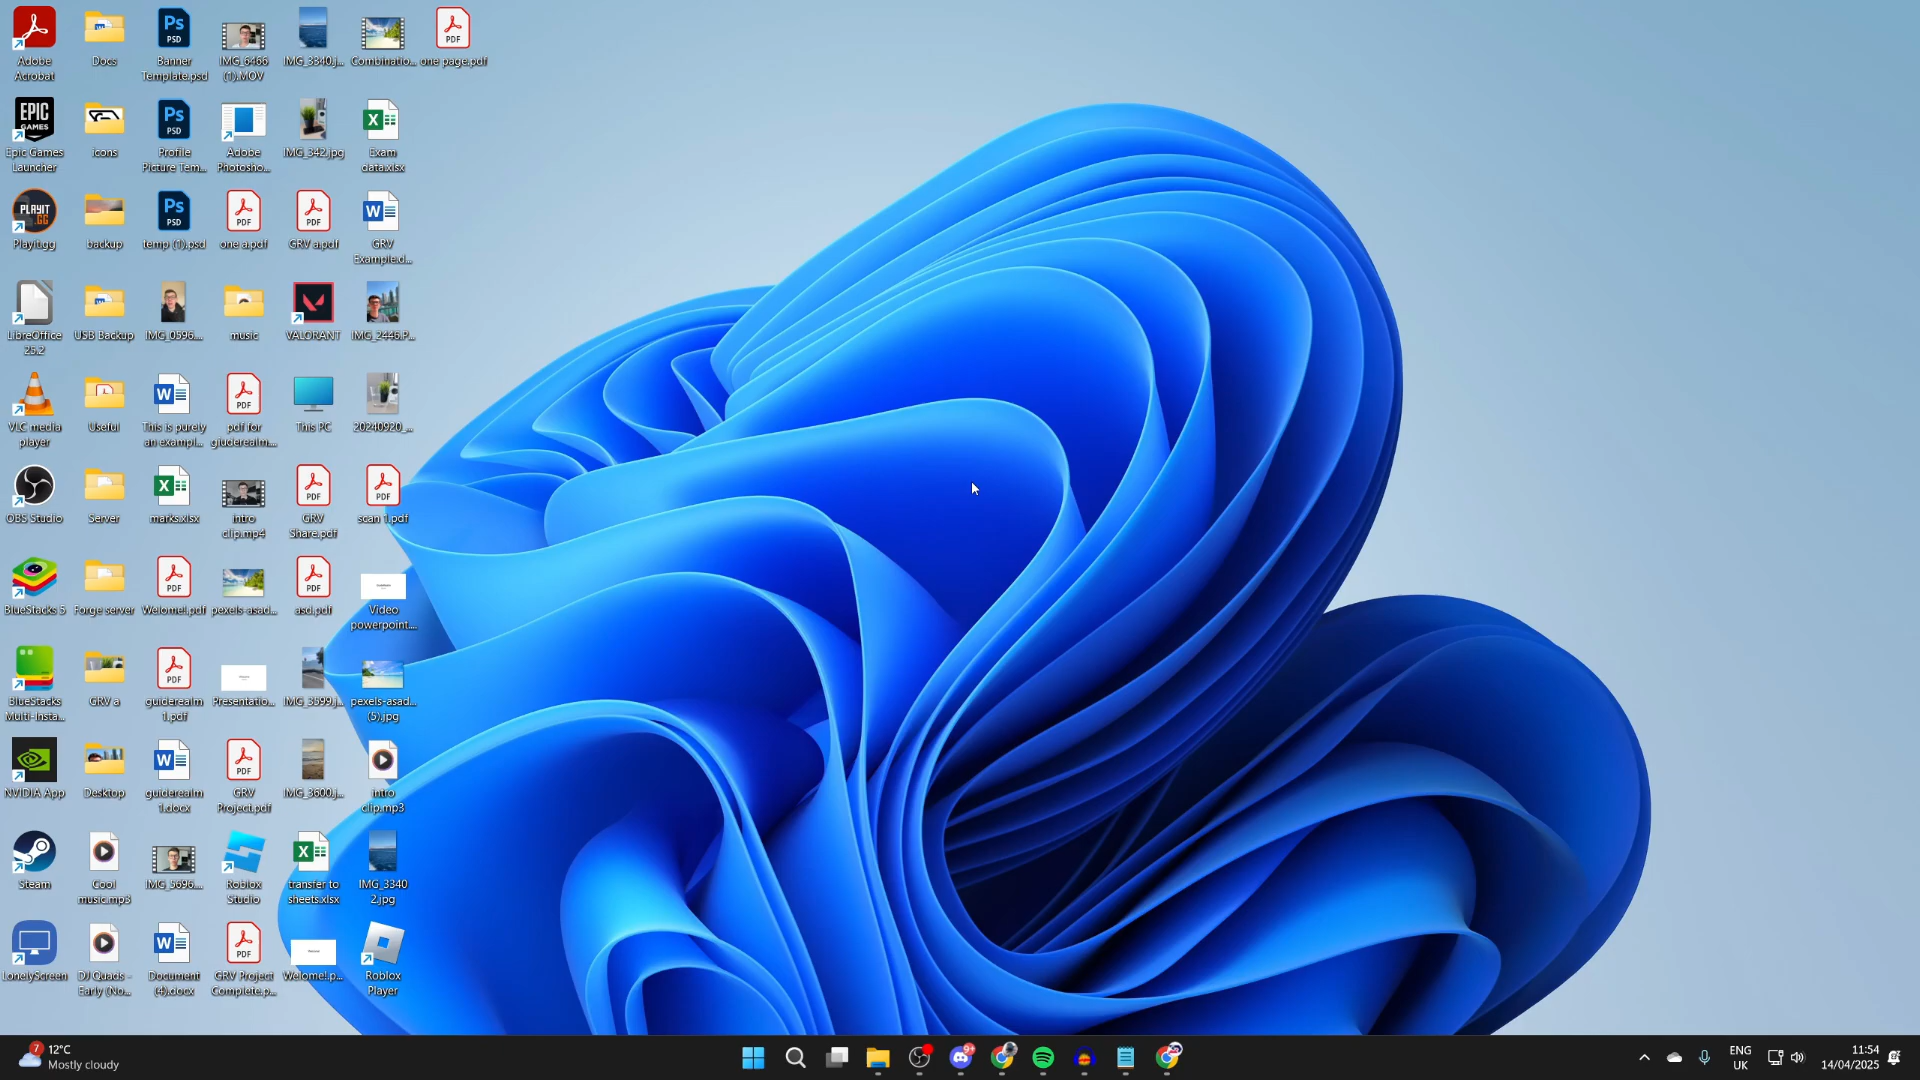 Adobe
Acrobat
Docs
Banner
Template.psd
IMG_6466
(1).MOV
IMG_3340.j...
Combinatio...
one page.pdf
Epic Games
Launcher
icons
Profile
Picture Tem...
Adobe
Photosho...
IMG_342.jpg
Exam
data.xlsx
Playit.gg
backup
temp (1).psd
one a.pdf
GRV a.pdf
GRV
Example.d...
LibreOffice
25.2
USB Backup
IMG_0596....
music
VALORANT
IMG_2446.P...
VLC media
player
Useful
This is purely
an exampl...
pdf for
giuderealm....
This PC
20240920_...
OBS Studio
Server
marks.xlsx
intro
clip.mp4
GRV
Share.pdf
scan 1.pdf
BlueStacks 5
Forge server
Welome!.pdf
pexels-asad...
asd.pdf
Video
powerpoint....
BlueStacks
Multi-Insta...
GRV a
guiderealm
1.pdf
Presentatio...
IMG_3599.j...
pexels-asad...
(5).jpg
NVIDIA App
Desktop
guiderealm
1.docx
GRV
Project.pdf
IMG_3600.j...
intro
clip.mp3
Steam
Cool
music.mp3
IMG_5696....
Roblox
Studio
transfer to
sheets.xlsx
IMG_3340
2.jpg
LonelyScreen
DJ Quads -
Early (No...
Document
(4).docx
GRV Project
Complete.p...
Welome!.p...
Roblox
Player
7
12°C
Mostly cloudy
9+
ENG
UK
11:54
14/04/2025